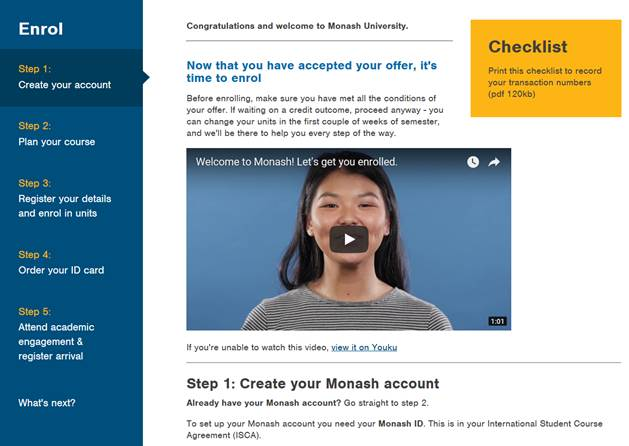 Enrol
Step 1:
Create your account
Step 2:
Plan your course
Step 3:
Register your details
and enrol in units
Step 4:
Order your ID card
Step 5:
Attend academic
engagement &
register arrival
What's next?
Congratulations and welcome to Monash University.
Now that you have accepted your offer, it's
time to enrol
Before enrolling, make sure you have met all the conditions of
your offer. If waiting on a credit outcome, proceed anyway - you
can change your units in the first couple of weeks of semester,
and we'll be there to help you every step of the way.
Welcome to Monash! Let's get you enrolled.
1:01
If you're unable to watch this video, view it on Youku
Step 1: Create your Monash account
Already have your Monash account? Go straight to step 2.
To set up your Monash account you need your Monash ID. This is in your International Student Course
Agreement (ISCA).
Checklist
Print this checklist to record
your transaction numbers
(pdf 120kb)